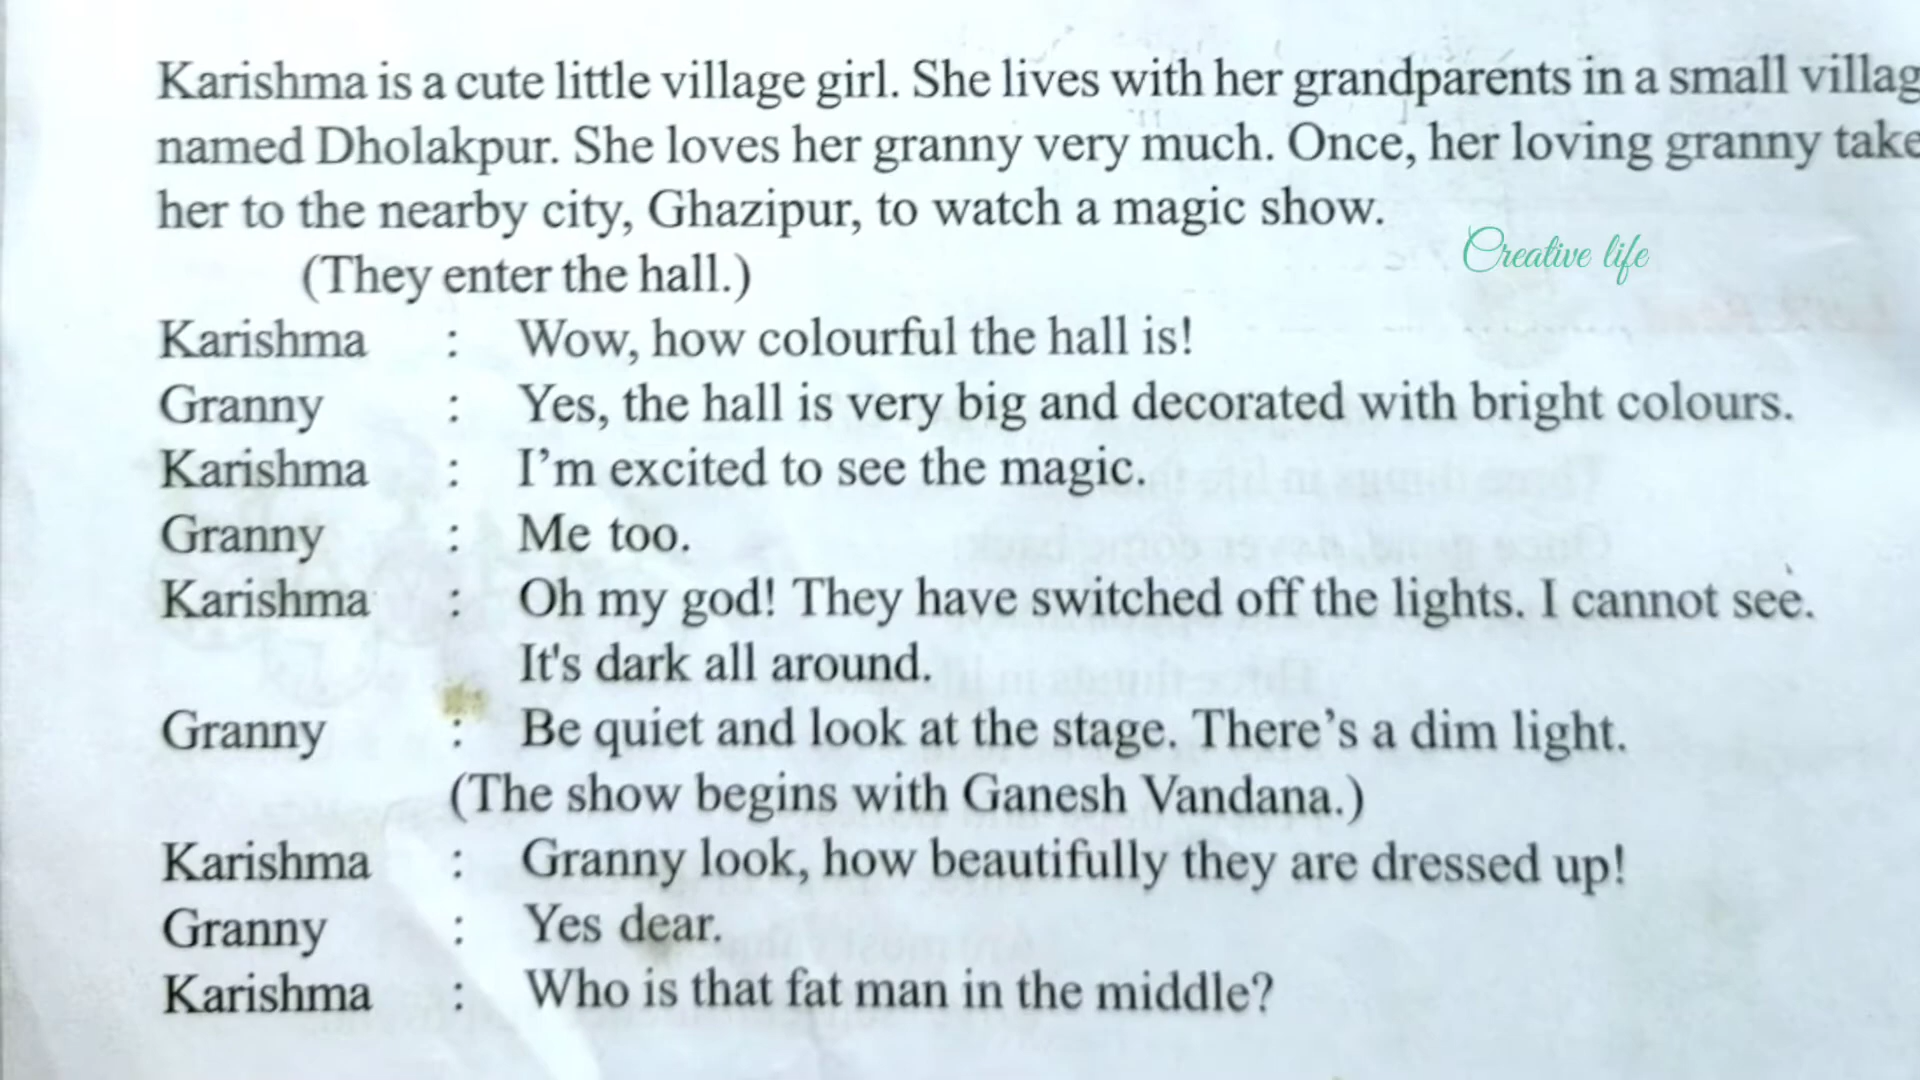 Karishma is a cute little village girl. She lives with her grandparents in a small villag
named Dholakpur. She loves her granny very much. Once, her loving granny take
her to the nearby city, Ghazipur, to watch a magic show.
Creative life
(They enter the hall.)
Karishma : Wow, how colourful the hall is!
Granny : Yes, the hall is very big and decorated with bright colours.
Karishma : I'm excited to see the magic.
Granny : Me too.
Karishma : Oh my god! They have switched off the lights. I cannot see.
It's dark all around.
Granny : Be quiet and look at the stage. There's a dim light.
(The show begins with Ganesh Vandana.)
Karishma : Granny look, how beautifully they are dressed up!
Granny : Yes dear.
Karishma : Who is that fat man in the middle?